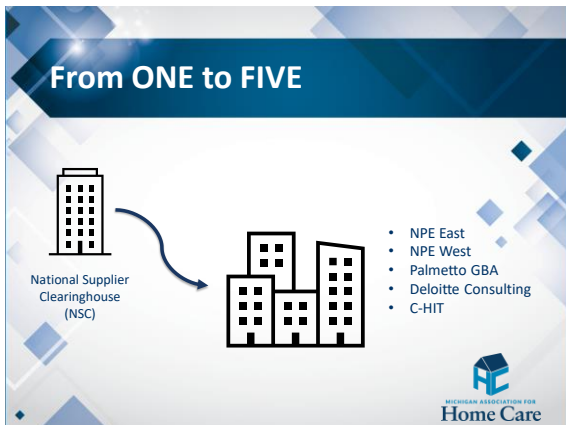 From ONE to FIVE
National Supplier
Clearinghouse
(NSC)
• NPE East
• NPE West
• Palmetto GBA
• Deloitte Consulting
• C-HIT
HC
MICHIGAN ASSOCIATION FOR
Home Care